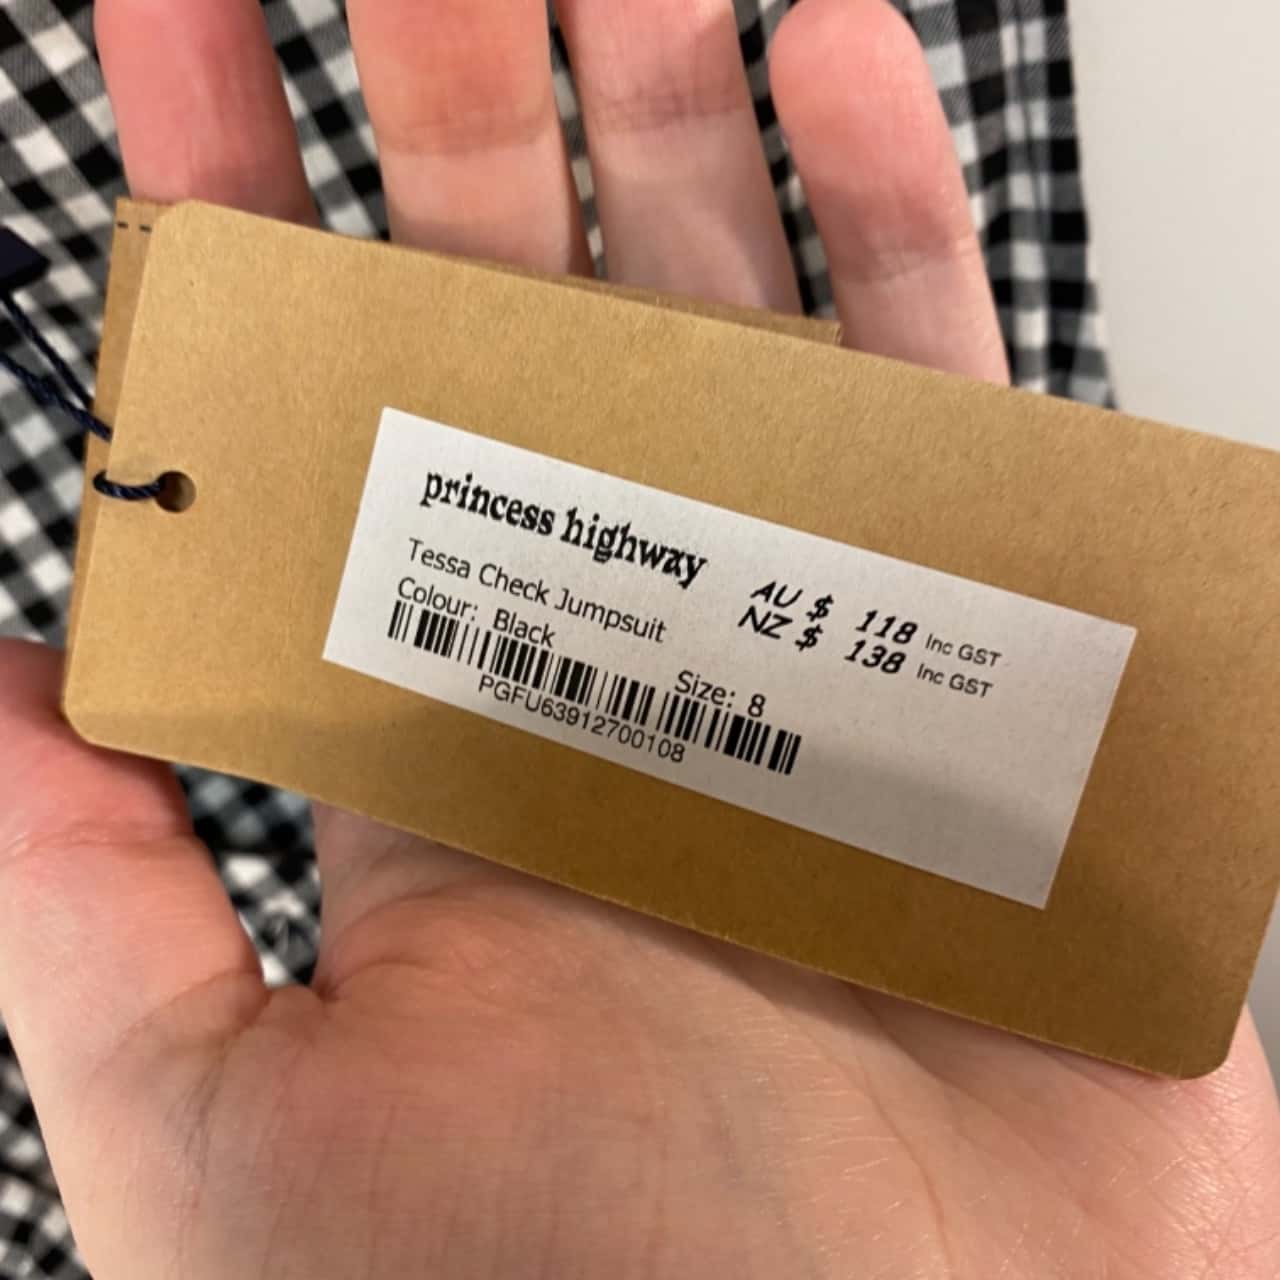 princess highway
Tessa Check Jumpsuit
Colour: Black
AU $ 118 Inc GST
NZ $ 138 Inc GST
Size: 8
PGFU63912700108